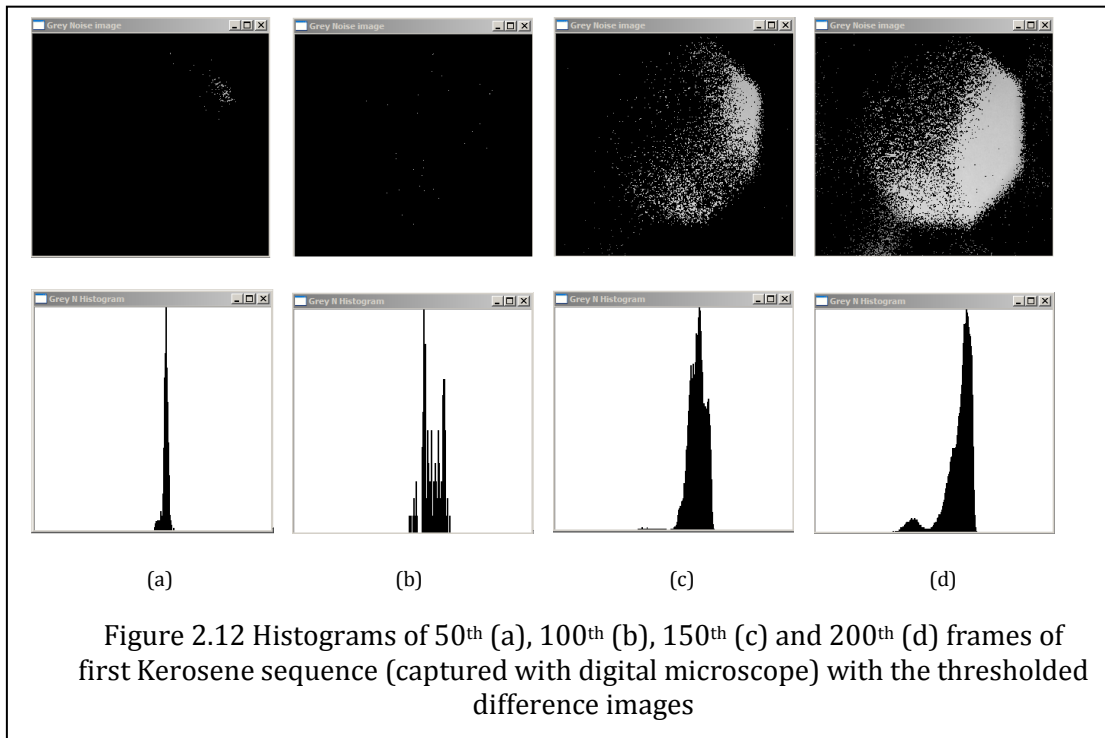 Grey Noise image
Grey Noise image
Grey Noise image
Grey Noise image
Grey N Histogram
Grey N Histogram
Grey N Histogram
Grey N Histogram
(a)
(b)
(c)
(d)
Figure 2.12 Histograms of 50th (a), 100th (b), 150th (c) and 200th (d) frames of
first Kerosene sequence (captured with digital microscope) with the thresholded
difference images